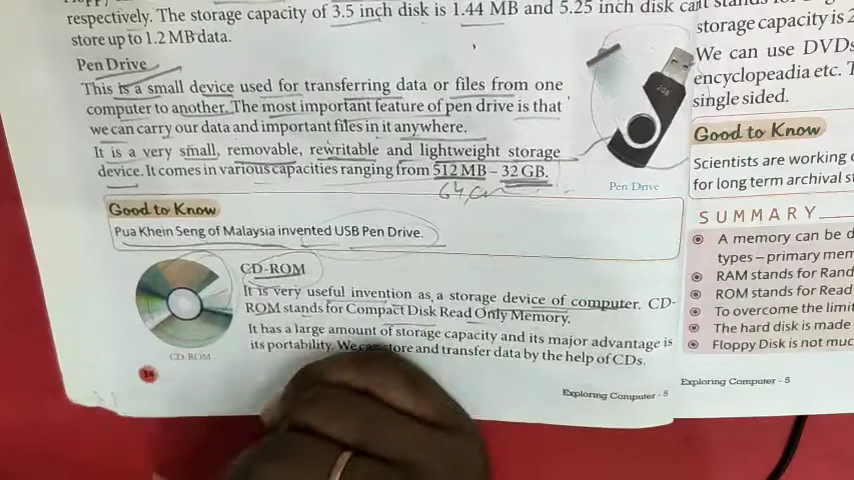 respectively. The storage capacity of 3.5 inch disk is 1.44 MB and 5.25 inch disk can
store up to 1.2 MB data.
Pen Drive
This is a small device used for transferring data or files from one
computer to another. The most important feature of pen drive is that
we can carry our data and important files in it anywhere.
It is a very small, removable, rewritable and lightweight storage
device. It comes in various capacities ranging from 512 MB – 32 GB.
2GB
Pen Drive
Good to Know
Pua Khein Seng of Malaysia invented USB Pen Drive.
CD-ROM
It is very useful invention as a storage device of computer. CD-
ROM stands for Compact Disk Read Only Memory.
It has a large amount of storage capacity and its major advantage is
its portability. We can store and transfer data by the help of CDs.
CD-ROM
14
Exploring Computer - 5
storage capacity is 2
We can use DVDs
encyclopeadia etc. T
single sided.
Good to Know
Scientists are working
for long term archival
SUMMARY
A memory can be d
types – primary mem
RAM stands for Rand
ROM stands for Read
To overcome the limit
The hard disk is made
Floppy Disk is not muc
Exploring Computer - 5